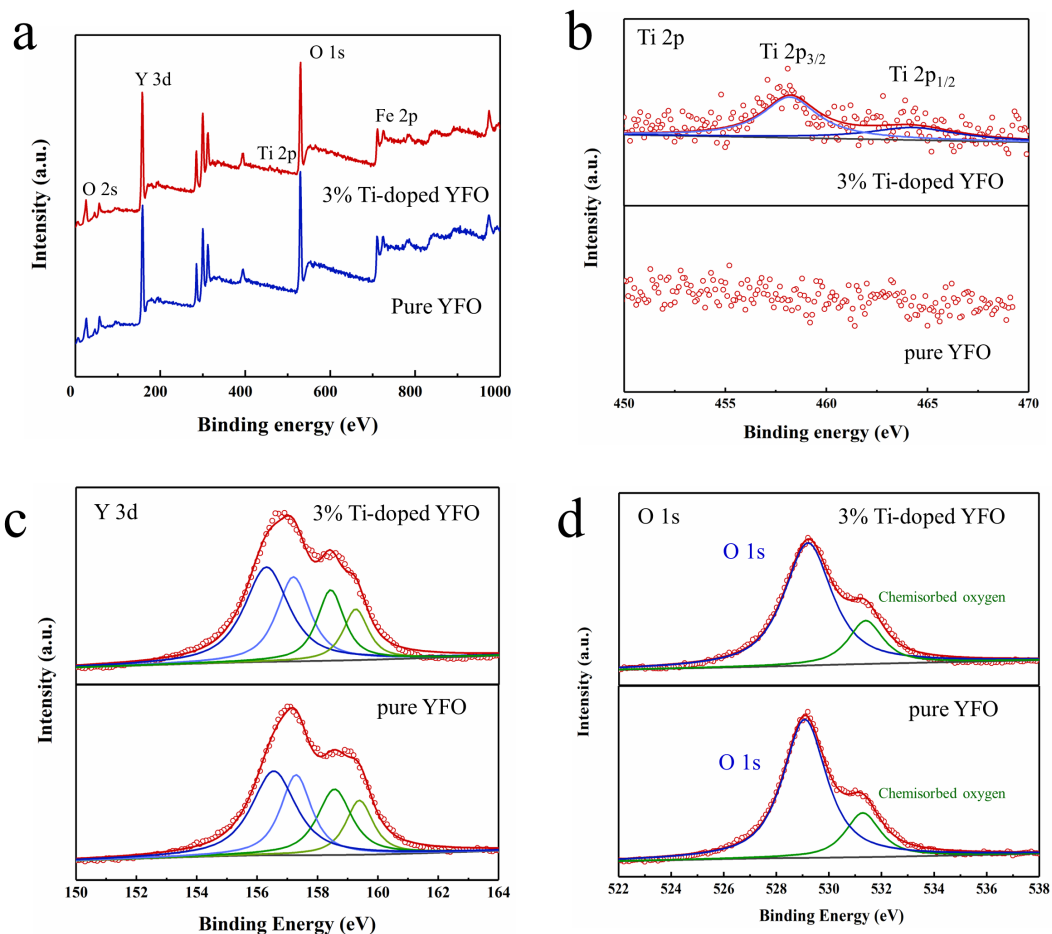 a
O 1s
Y 3d
Fe 2p
Ti 2p
O 2s
3% Ti-doped YFO
Pure YFO
Intensity (a.u.)
0 200 400 600 800 1000
Binding energy (eV)
b
Ti 2p
Ti 2p3/2
Ti 2p1/2
3% Ti-doped YFO
pure YFO
Intensity (a.u.)
450 455 460 465 470
Binding energy (eV)
c
Y 3d
3% Ti-doped YFO
pure YFO
Intensity (a.u.)
150 152 154 156 158 160 162 164
Binding Energy (eV)
d
O 1s
3% Ti-doped YFO
O 1s
Chemisorbed oxygen
pure YFO
O 1s
Chemisorbed oxygen
Intensity (a.u.)
522 524 526 528 530 532 534 536 538
Binding Energy (eV)